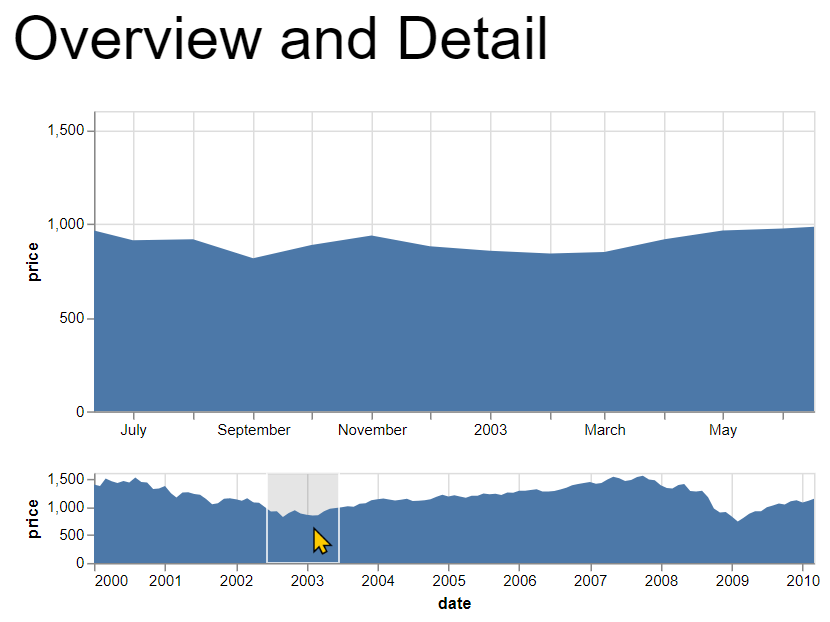 Overview and Detail
1,500
1,000
500
0
price
July September November 2003 March May
1,500
1,000
500
0
price
2000 2001 2002 2003 2004 2005 2006 2007 2008 2009 2010
date